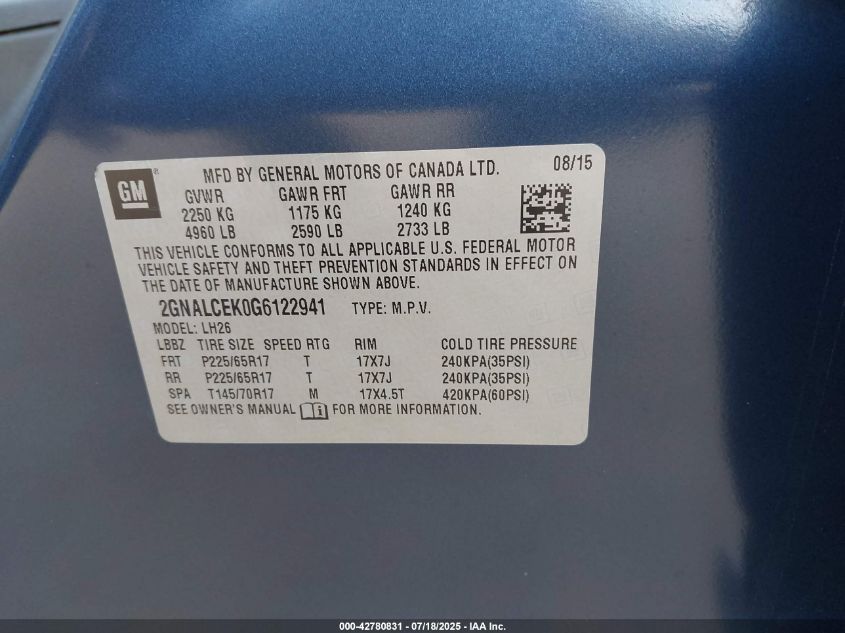 GM ®
MFD BY GENERAL MOTORS OF CANADA LTD. 08/15
GVWR GAWR FRT GAWR RR
2250 KG 1175 KG 1240 KG
4960 LB 2590 LB 2733 LB
THIS VEHICLE CONFORMS TO ALL APPLICABLE U.S. FEDERAL MOTOR
VEHICLE SAFETY AND THEFT PREVENTION STANDARDS IN EFFECT ON
THE DATE OF MANUFACTURE SHOWN ABOVE.
2GNALCEK0G6122941 TYPE: M.P.V.
MODEL: LH26
LBBZ TIRE SIZE SPEED RTG RIM COLD TIRE PRESSURE
FRT P225/65R17 T 17X7J 240KPA(35PSI)
RR P225/65R17 T 17X7J 240KPA(35PSI)
SPA T145/70R17 M 17X4.5T 420KPA(60PSI)
SEE OWNER'S MANUAL FOR MORE INFORMATION.
000-42780831 - 07/18/2025 - IAA Inc.